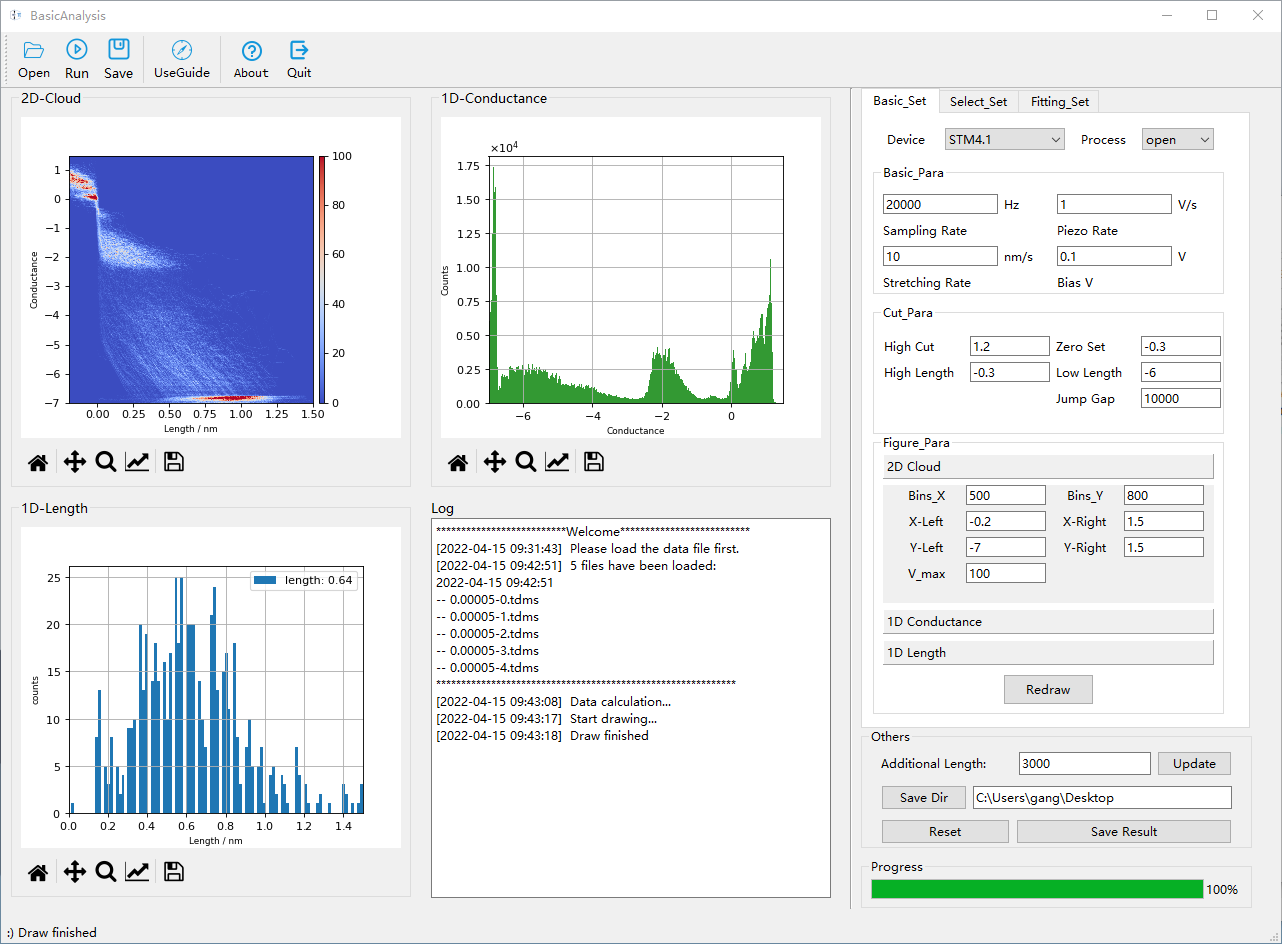 BasicAnalysis
Open
Run
Save
UseGuide
About
Quit
2D-Cloud
1
0
−1
−2
−3
−4
−5
−6
−7
Conductance
0.00 0.25 0.50 0.75 1.00 1.25 1.50
Length / nm
100
80
60
40
20
0
1D-Conductance
×10⁴
17.5
15.0
12.5
10.0
0.75
0.50
0.25
0.00
Counts
−6 −4 −2 0
Conductance
1D-Length
length: 0.64
25
20
15
10
5
0
counts
0.0 0.2 0.4 0.6 0.8 1.0 1.2 1.4
Length / nm
Log
**************************Welcome**************************
[2022-04-15 09:31:43] Please load the data file first.
[2022-04-15 09:42:51] 5 files have been loaded:
2022-04-15 09:42:51
-- 0.00005-0.tdms
-- 0.00005-1.tdms
-- 0.00005-2.tdms
-- 0.00005-3.tdms
-- 0.00005-4.tdms
************************************************************
[2022-04-15 09:43:08] Data calculation...
[2022-04-15 09:43:17] Start drawing...
[2022-04-15 09:43:18] Draw finished
Basic_Set Select_Set Fitting_Set
Device STM4.1 Process open
Basic_Para
20000 Hz 1 V/s
Sampling Rate Piezo Rate
10 nm/s 0.1 V
Stretching Rate Bias V
Cut_Para
High Cut 1.2 Zero Set -0.3
High Length -0.3 Low Length -6
Jump Gap 10000
Figure_Para
2D Cloud
Bins_X 500 Bins_Y 800
X-Left -0.2 X-Right 1.5
Y-Left -7 Y-Right 1.5
V_max 100
1D Conductance
1D Length
Redraw
Others
Additional Length: 3000 Update
Save Dir C:\Users\gang\Desktop
Reset Save Result
Progress
100%
:) Draw finished